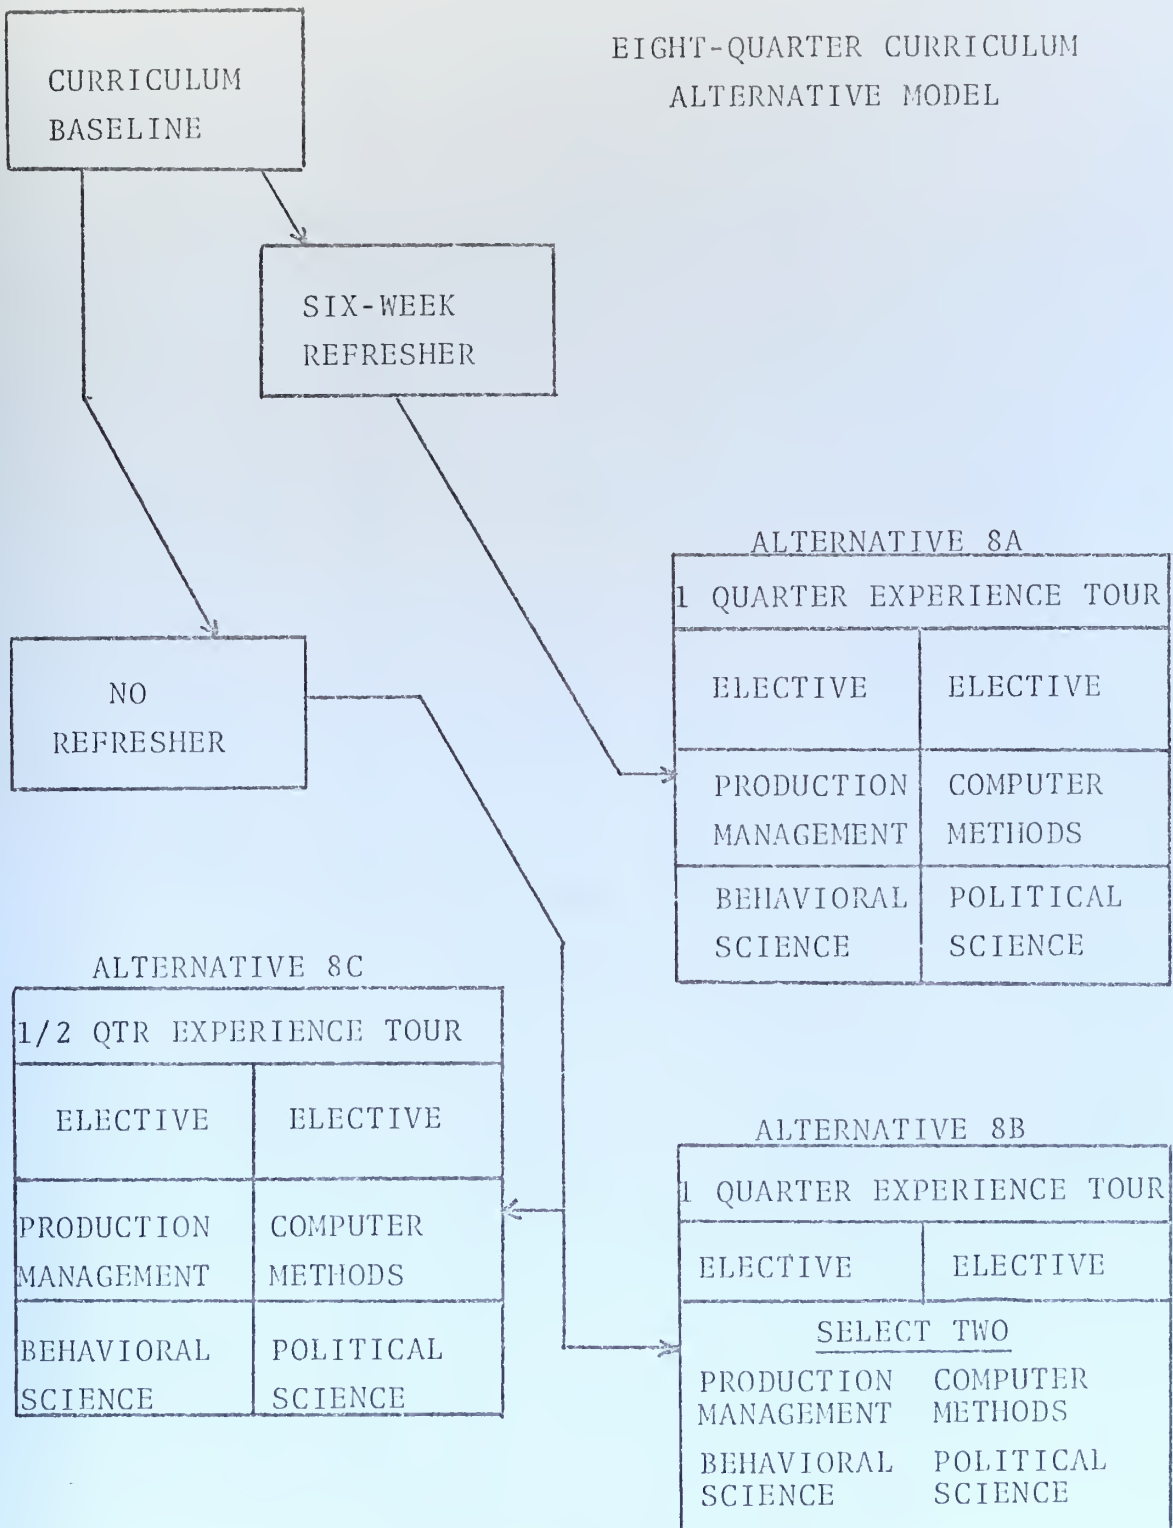 EIGHT-QUARTER CURRICULUM
ALTERNATIVE MODEL
CURRICULUM
BASELINE
SIX-WEEK
REFRESHER
NO
REFRESHER
ALTERNATIVE 8A
1 QUARTER EXPERIENCE TOUR
ELECTIVE ELECTIVE
PRODUCTION COMPUTER
MANAGEMENT METHODS
BEHAVIORAL POLITICAL
SCIENCE SCIENCE
ALTERNATIVE 8C
1/2 QTR EXPERIENCE TOUR
ELECTIVE ELECTIVE
PRODUCTION COMPUTER
MANAGEMENT METHODS
BEHAVIORAL POLITICAL
SCIENCE SCIENCE
ALTERNATIVE 8B
1 QUARTER EXPERIENCE TOUR
ELECTIVE ELECTIVE
SELECT TWO
PRODUCTION COMPUTER
MANAGEMENT METHODS
BEHAVIORAL POLITICAL
SCIENCE SCIENCE